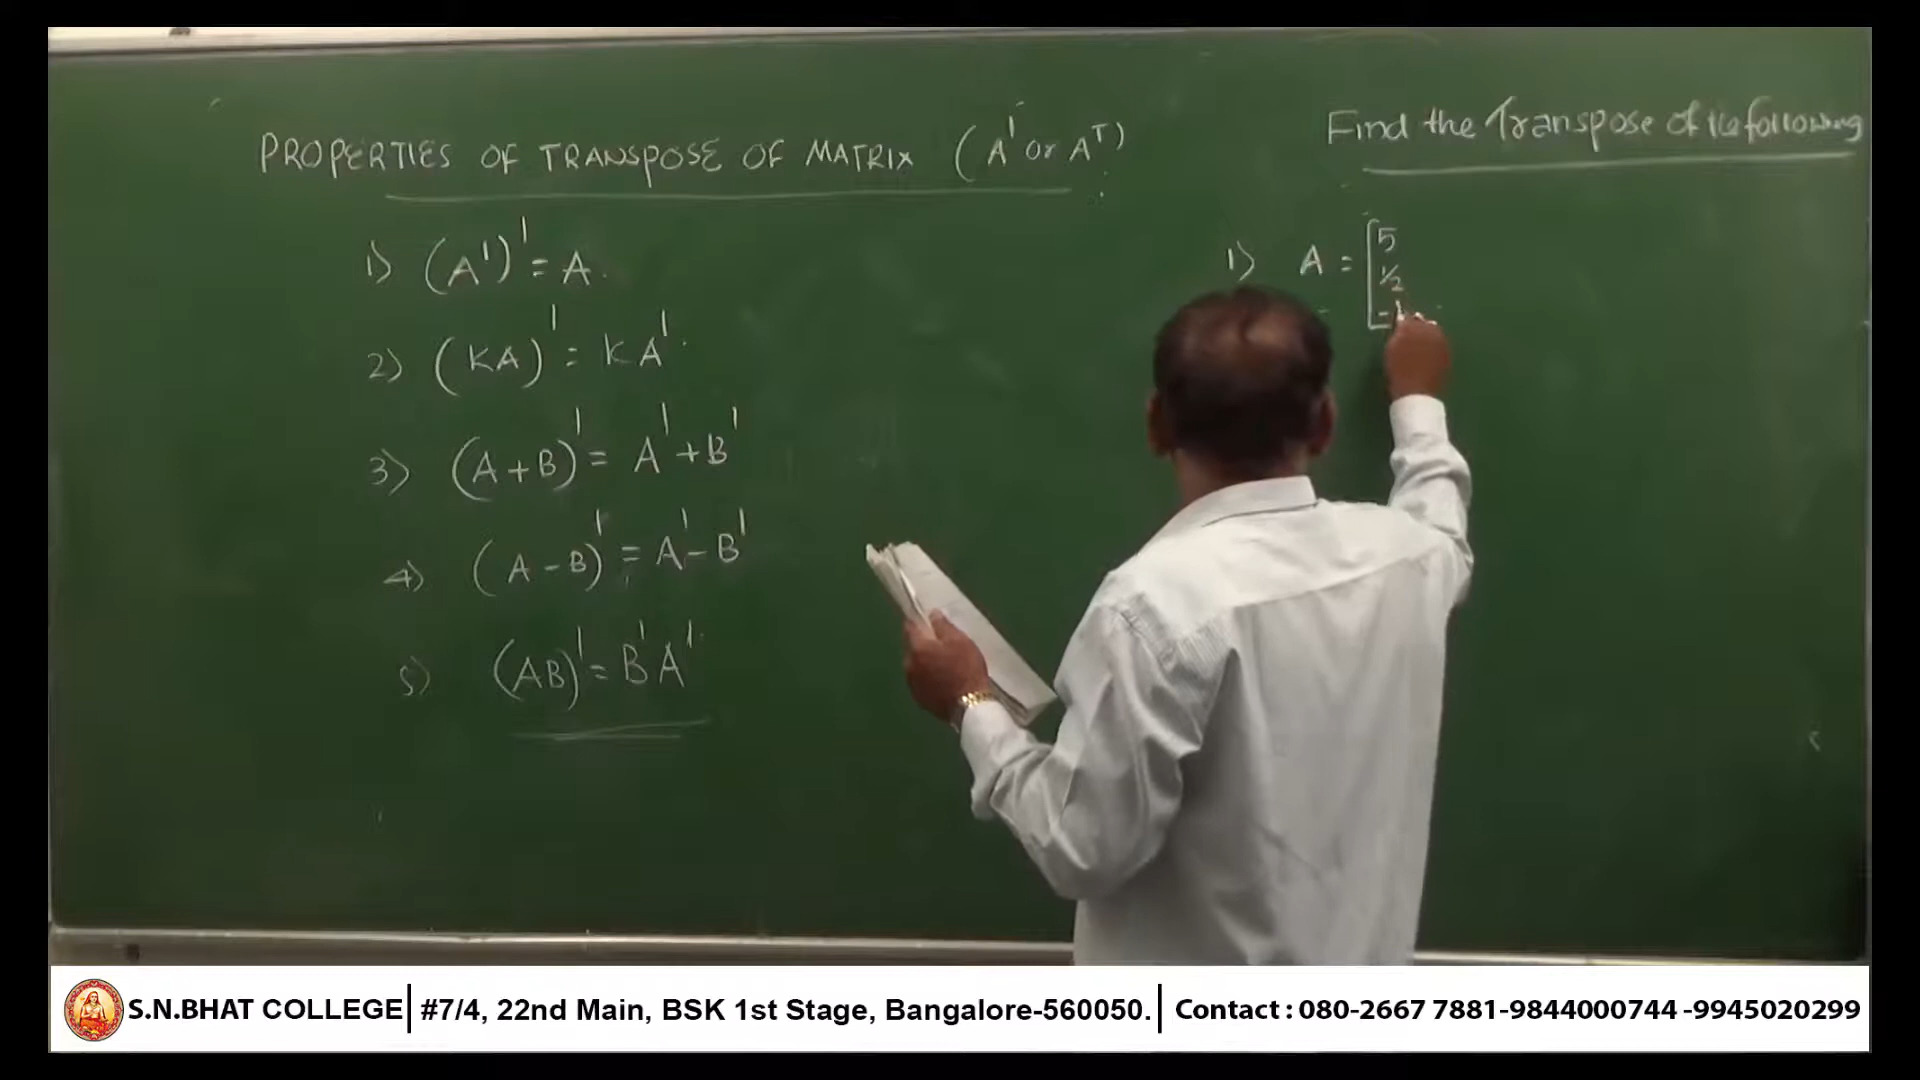 PROPERTIES OF TRANSPOSE OF MATRIX (A' or Aᵀ)
1) (A')' = A.
2) (KA)' = KA'.
3) (A+B)' = A' + B'
4) (A - B)' = A' - B'
5) (AB)' = B'A'.
Find the Transpose of the following
1) A = [5
1/2
-1
S.N.BHAT COLLEGE | #7/4, 22nd Main, BSK 1st Stage, Bangalore-560050. | Contact : 080-2667 7881-9844000744 -9945020299